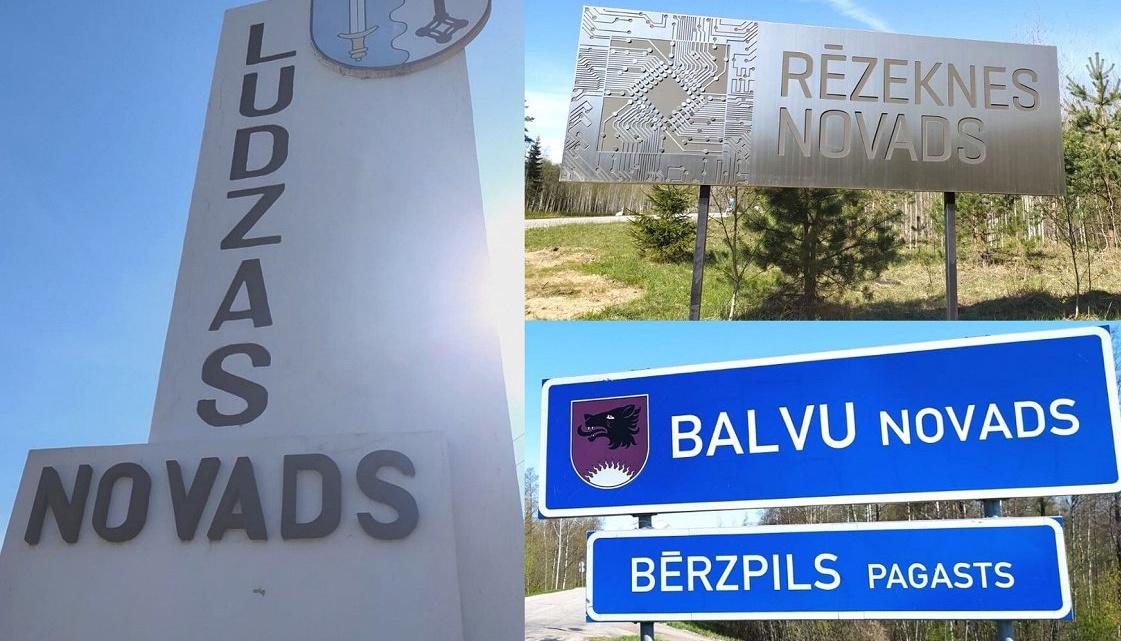 LUDZAS
NOVADS
RĒZEKNES
NOVADS
BALVU NOVADS
BĒRZPILS PAGASTS